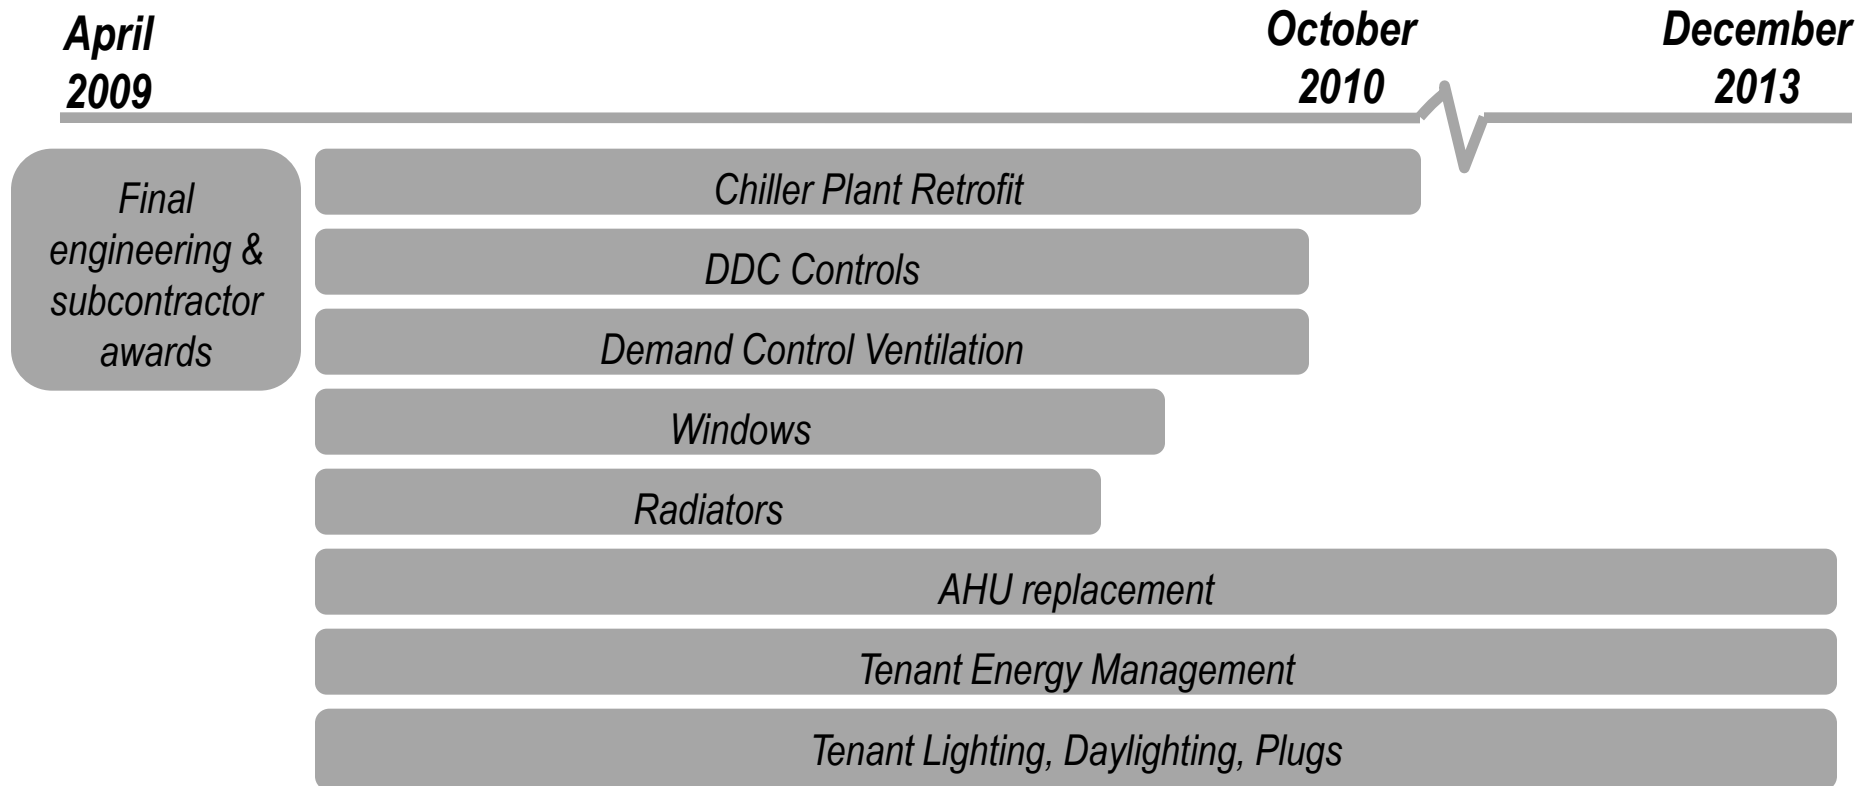 April
2009
October
2010
December
2013
Final
engineering &
subcontractor
awards
Chiller Plant Retrofit
DDC Controls
Demand Control Ventilation
Windows
Radiators
AHU replacement
Tenant Energy Management
Tenant Lighting, Daylighting, Plugs